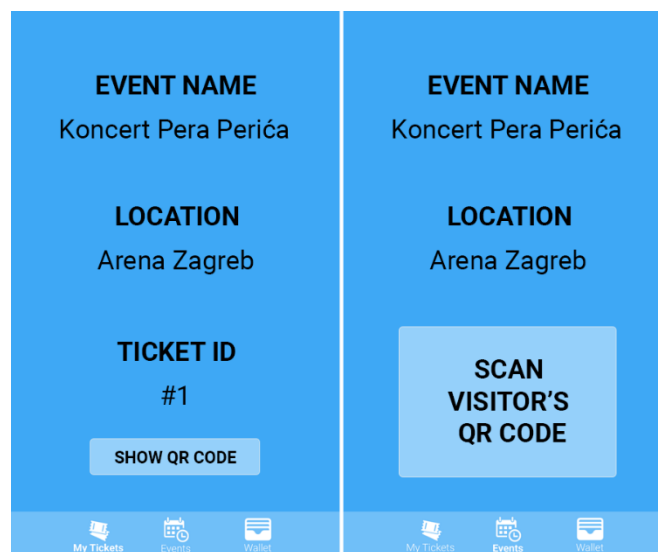 EVENT NAME
Koncert Pera Perića
LOCATION
Arena Zagreb
TICKET ID
#1
SHOW QR CODE
My Tickets
Events
Wallet
EVENT NAME
Koncert Pera Perića
LOCATION
Arena Zagreb
SCAN
VISITOR'S
QR CODE
My Tickets
Events
Wallet